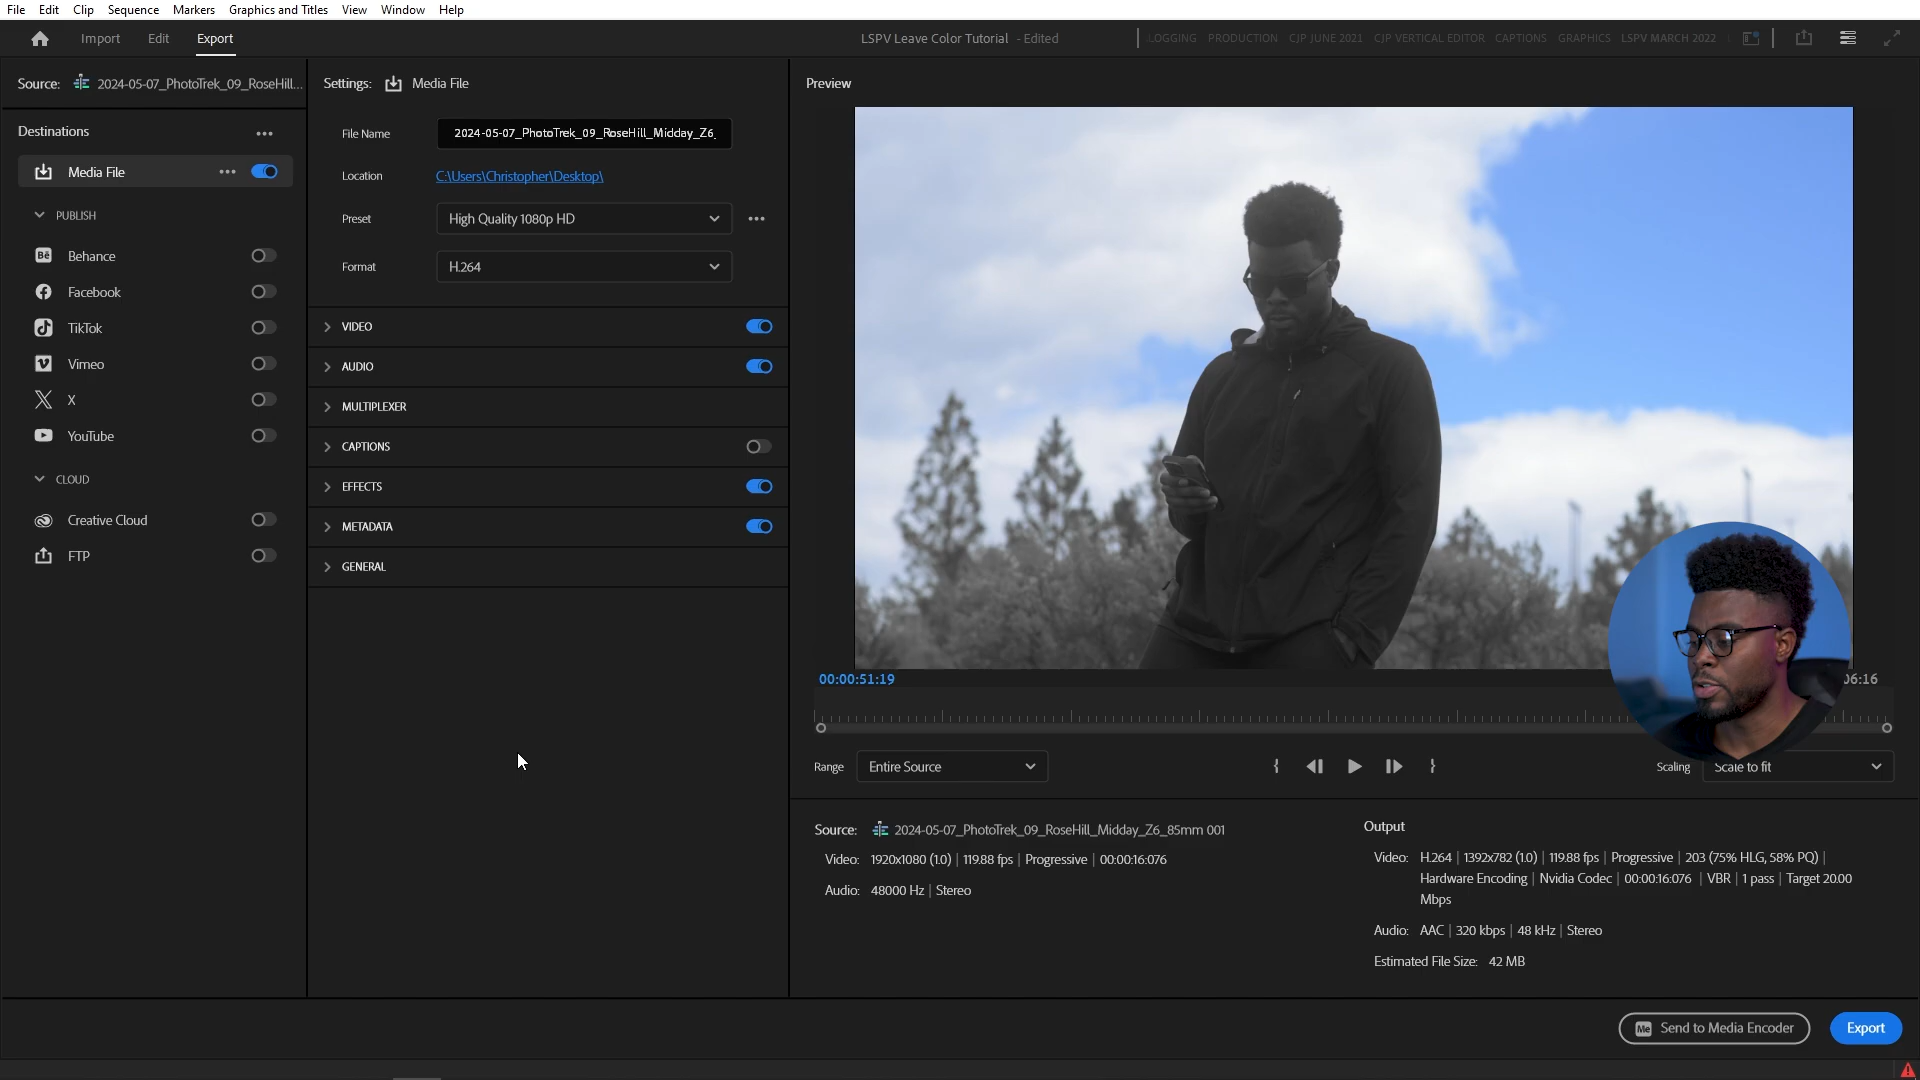 File Edit Clip Sequence Markers Graphics and Titles View Window Help
Import Edit Export
LSPV Leave Color Tutorial - Edited
LOGGING PRODUCTION CJP JUNE 2021 CJP VERTICAL EDITOR CAPTIONS GRAPHICS LSPV MARCH 2022
Source: 2024-05-07_PhotoTrek_09_RoseHill...
Destinations
Media File
PUBLISH
Behance
Facebook
TikTok
Vimeo
X
YouTube
CLOUD
Creative Cloud
FTP
Settings: Media File
File Name 2024-05-07_PhotoTrek_09_RoseHill_Midday_Z6_
Location C:\Users\Christopher\Desktop\
Preset High Quality 1080p HD
Format H.264
VIDEO
AUDIO
MULTIPLEXER
CAPTIONS
EFFECTS
METADATA
GENERAL
Preview
00:00:51:19
06:16
Range Entire Source
Scaling Scale to fit
Source: 2024-05-07_PhotoTrek_09_RoseHill_Midday_Z6_85mm 001
Video: 1920x1080 (1.0) | 119.88 fps | Progressive | 00:00:16:076
Audio: 48000 Hz | Stereo
Output
Video: H.264 | 1392x782 (1.0) | 119.88 fps | Progressive | 203 (75% HLG, 58% PQ) |
Hardware Encoding | Nvidia Codec | 00:00:16:076 | VBR | 1 pass | Target 20.00
Mbps
Audio: AAC | 320 kbps | 48 kHz | Stereo
Estimated File Size: 42 MB
Me Send to Media Encoder
Export